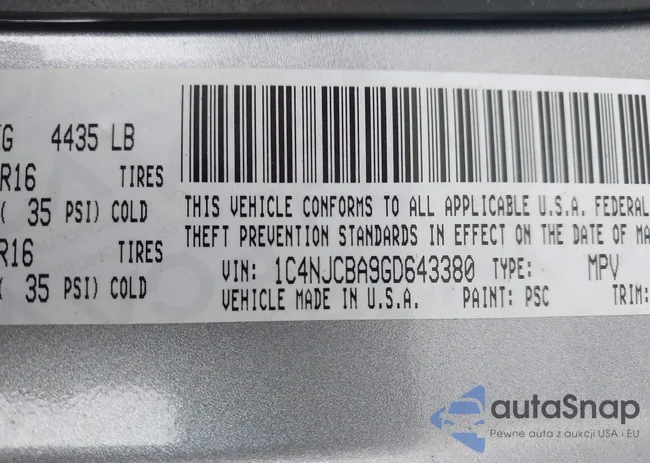 4435 LB
R16 TIRES
35 PSI) COLD
R16 TIRES
35 PSI) COLD
THIS VEHICLE CONFORMS TO ALL APPLICABLE U.S.A. FEDERAL
THEFT PREVENTION STANDARDS IN EFFECT ON THE DATE OF MA
VIN: 1C4NJCBA9GD643380 TYPE: MPV
VEHICLE MADE IN U.S.A. PAINT: PSC TRIM:
autaSnap
Pewne auta z aukcji USA i EU